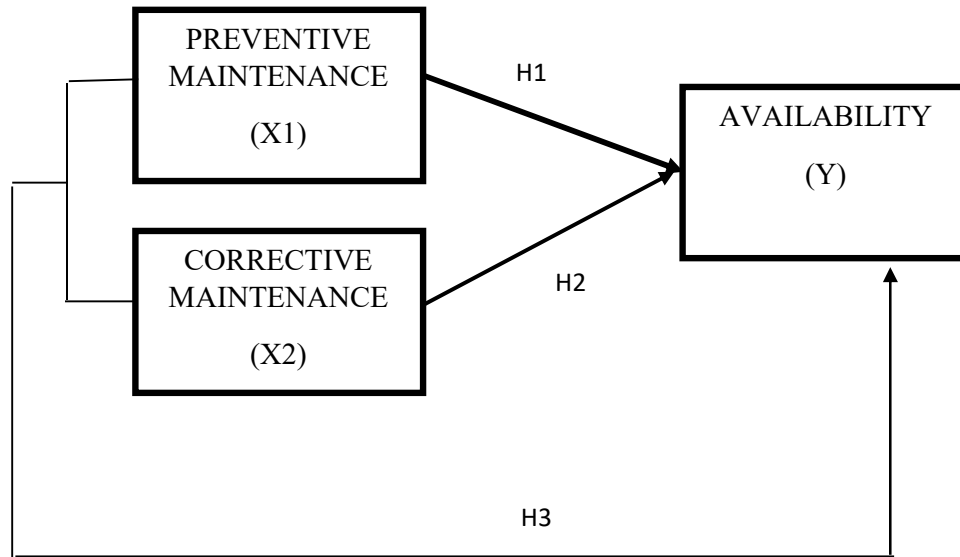 PREVENTIVE
MAINTENANCE
(X1)
H1
AVAILABILITY
(Y)
CORRECTIVE
MAINTENANCE
(X2)
H2
H3